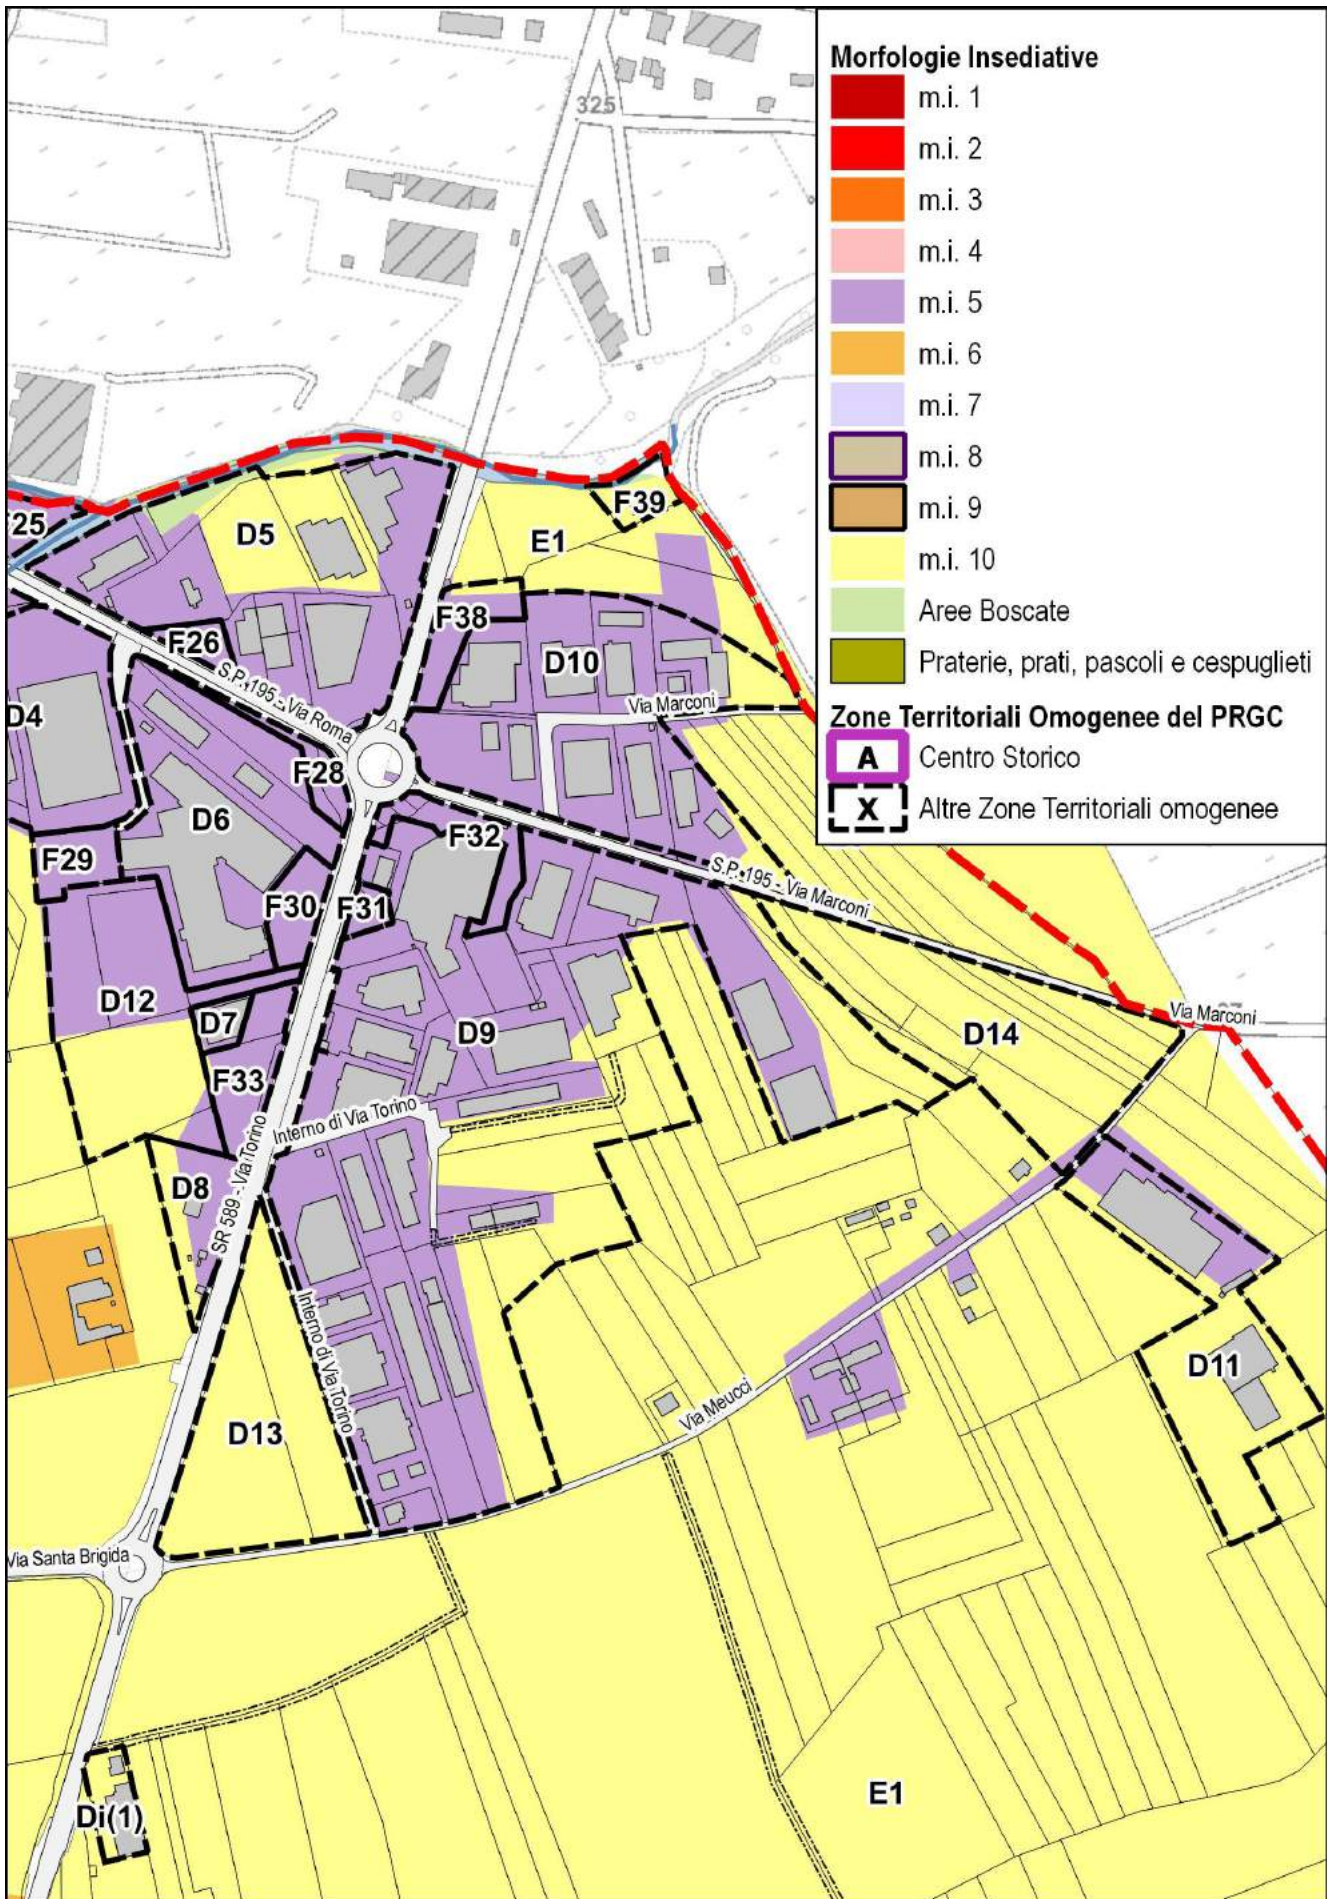 Morfologie Insediative
m.i. 1
m.i. 2
m.i. 3
m.i. 4
m.i. 5
m.i. 6
m.i. 7
m.i. 8
m.i. 9
m.i. 10
Aree Boscate
Praterie, prati, pascoli e cespuglieti
Zone Territoriali Omogenee del PRGC
A Centro Storico
X Altre Zone Territoriali omogenee
325
F25
D5
E1
F39
F26
F38
D10
S.P. 195 - Via Roma
Via Marconi
D4
F28
D6
F32
F29
S.P. 195 - Via Marconi
F30
F31
D12
D7
D9
D14
Via Marconi
F33
Interno di Via Torino
D8
SR 589 - Via Torino
Interno di Via Torino
D11
Via Meucci
D13
Via Santa Brigida
E1
Di(1)